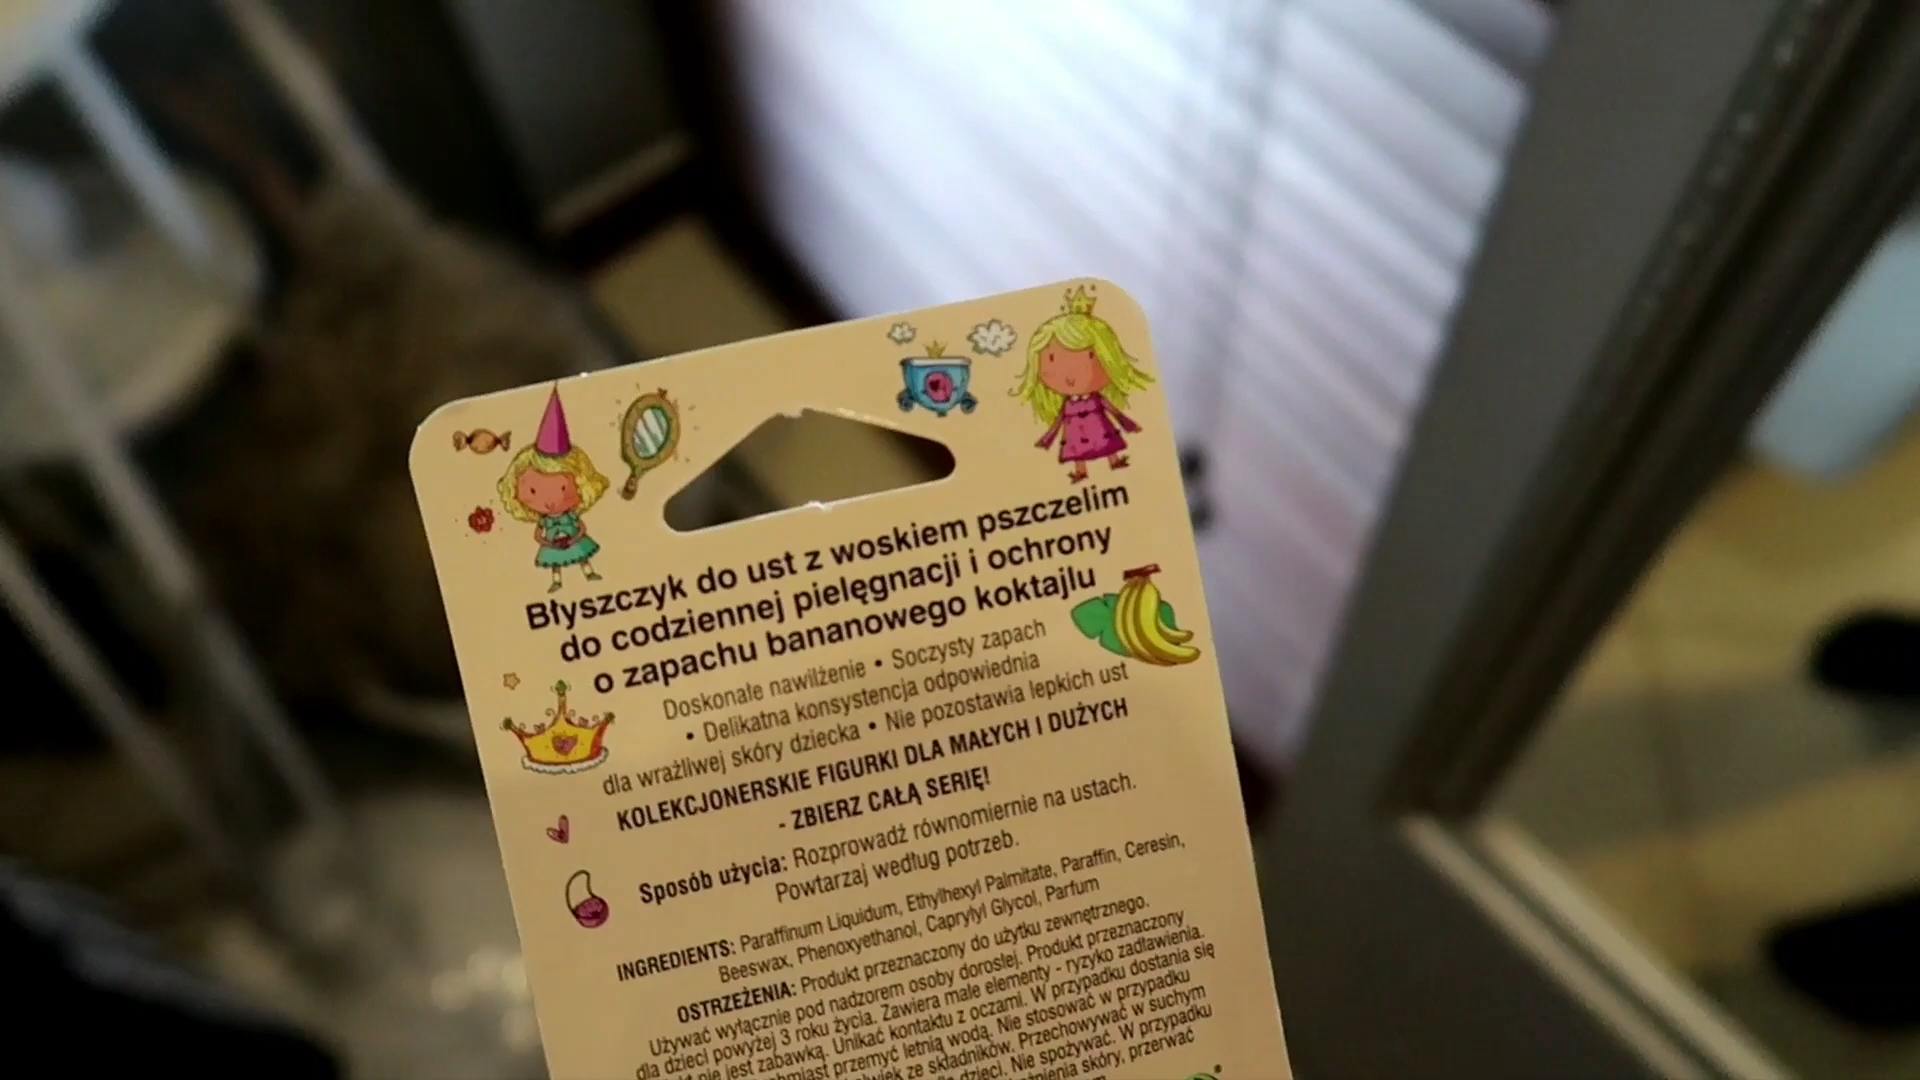 Błyszczyk do ust z woskiem pszczelim
do codziennej pielęgnacji i ochrony
o zapachu bananowego koktajlu
Doskonałe nawilżenie • Soczysty zapach
• Delikatna konsystencja odpowiednia
dla wrażliwej skóry dziecka • Nie pozostawia lepkich ust
KOLEKCJONERSKIE FIGURKI DLA MAŁYCH I DUŻYCH
- ZBIERZ CAŁĄ SERIĘ!
Sposób użycia: Rozprowadź równomiernie na ustach.
Powtarzaj według potrzeb.
INGREDIENTS: Paraffinum Liquidum, Ethylhexyl Palmitate, Paraffin, Ceresin,
Beeswax, Phenoxyethanol, Caprylyl Glycol, Parfum
OSTRZEŻENIA: Produkt przeznaczony do użytku zewnętrznego.
Używać wyłącznie pod nadzorem osoby dorosłej. Produkt przeznaczony
dla dzieci powyżej 3 roku życia. Zawiera małe elementy - ryzyko zadławienia.
nie jest zabawką. Unikać kontaktu z oczami. W przypadku dostania się
przemyć letnią wodą. Nie stosować w przypadku
ze składników. Przechowywać w suchym
dzieci. Nie spożywać. W przypadku
skóry, przerwać